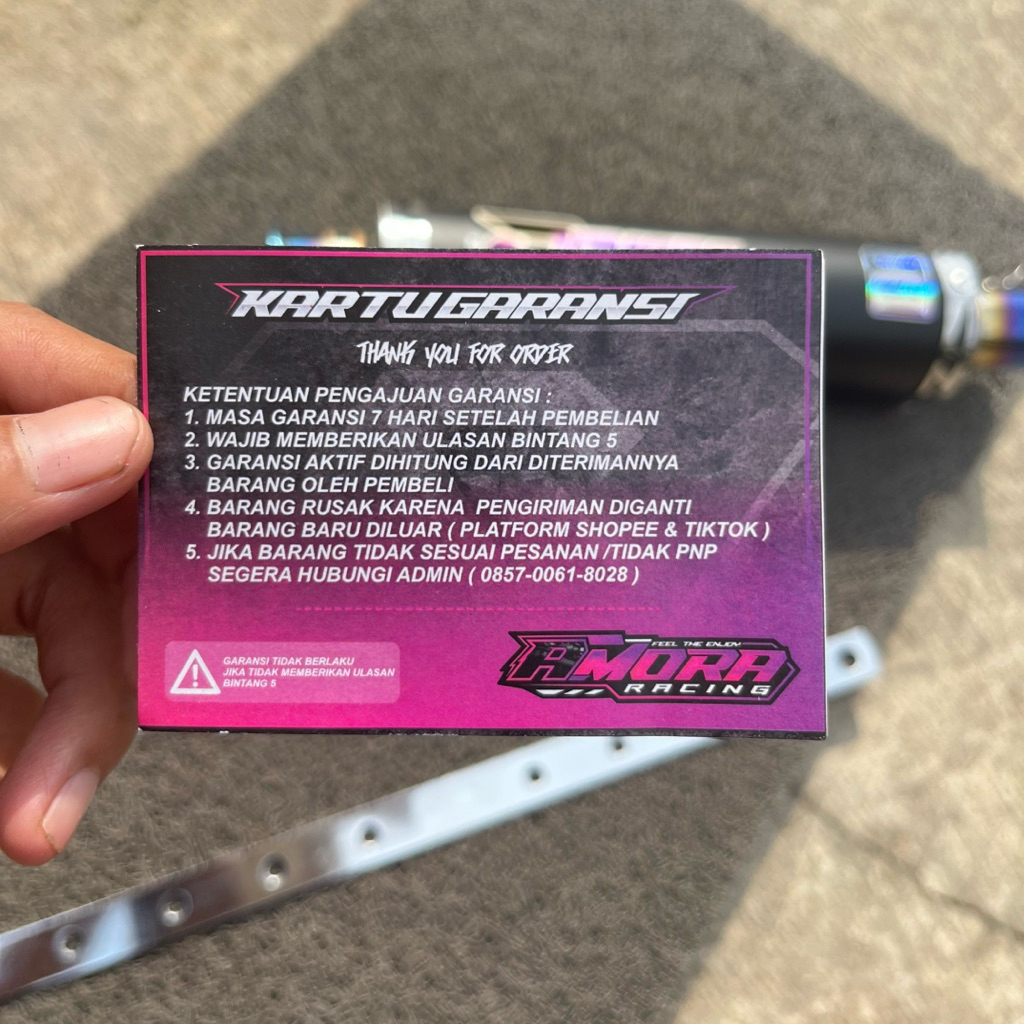 KARTU GARANSI
THANK YOU FOR ORDER
KETENTUAN PENGAJUAN GARANSI :
1. MASA GARANSI 7 HARI SETELAH PEMBELIAN
2. WAJIB MEMBERIKAN ULASAN BINTANG 5
3. GARANSI AKTIF DIHITUNG DARI DITERIMANNYA
BARANG OLEH PEMBELI
4. BARANG RUSAK KARENA PENGIRIMAN DIGANTI
BARANG BARU DILUAR ( PLATFORM SHOPEE & TIKTOK )
5. JIKA BARANG TIDAK SESUAI PESANAN /TIDAK PNP
SEGERA HUBUNGI ADMIN ( 0857-0061-8028 )
GARANSI TIDAK BERLAKU
JIKA TIDAK MEMBERIKAN ULASAN
BINTANG 5
FEEL THE ENJOY
AMORA
RACING